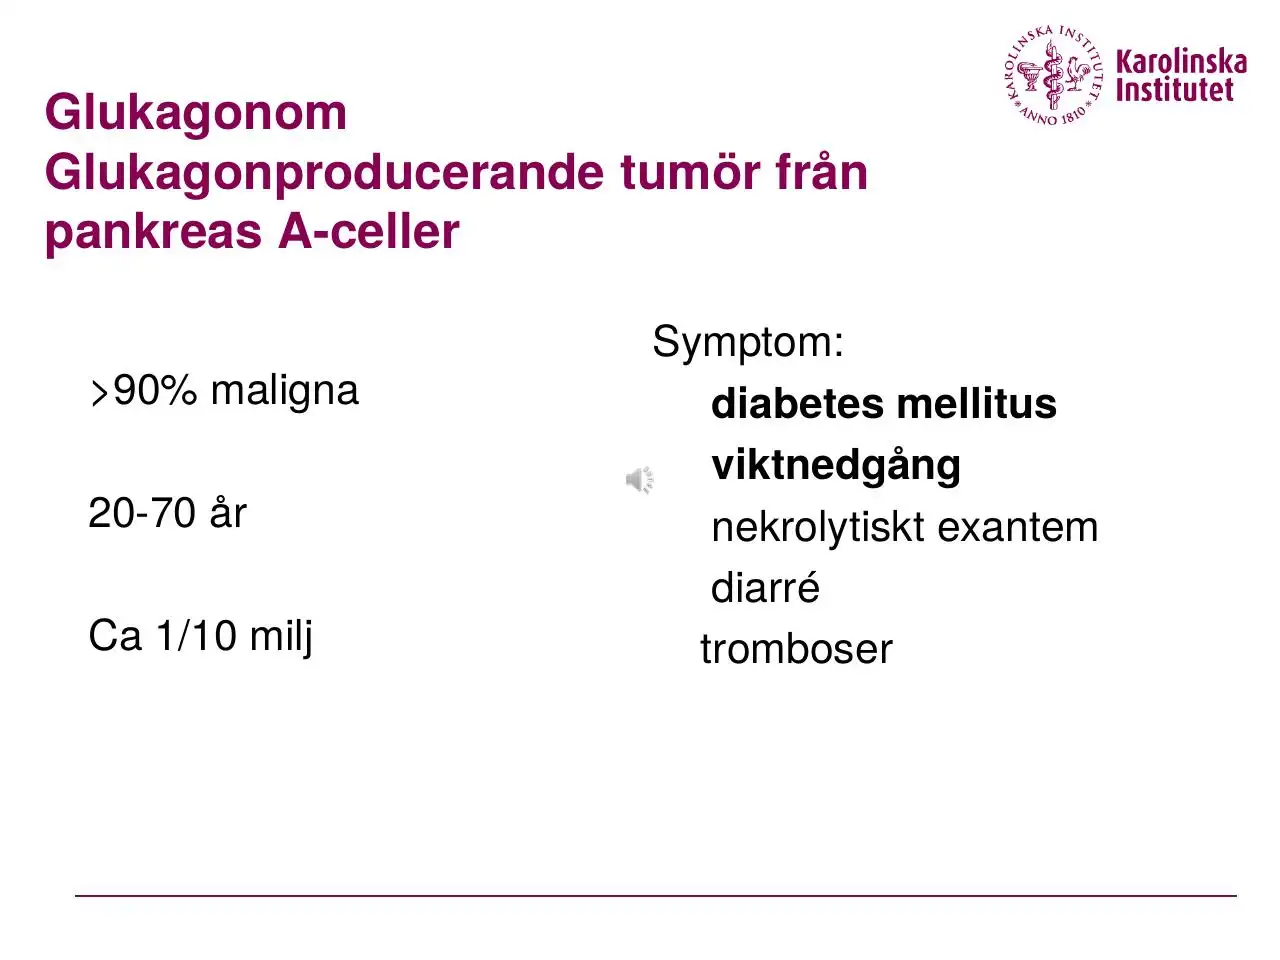 KAROLINSKA INSTITUTET
ANNO 1810
Karolinska
Institutet
Glukagonom
Glukagonproducerande tumör från
pankreas A-celler
>90% maligna
20-70 år
Ca 1/10 milj
Symptom:
diabetes mellitus
viktnedgång
nekrolytiskt exantem
diarré
tromboser